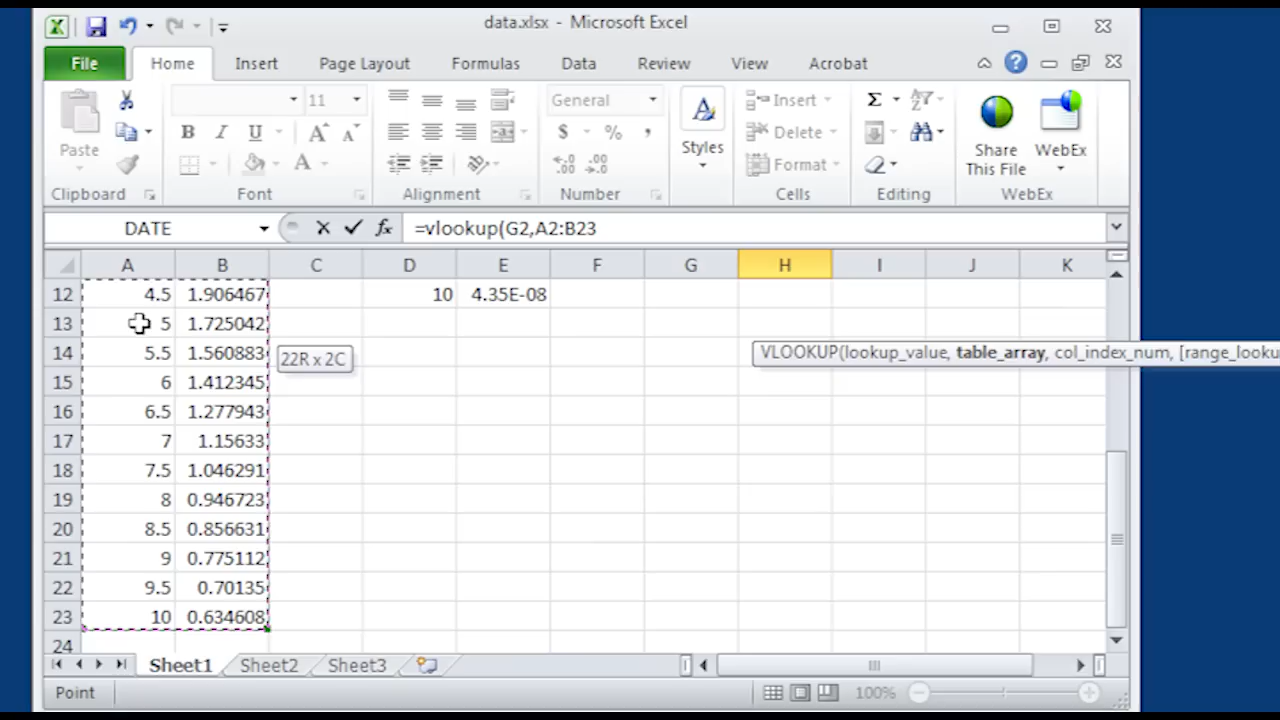 data.xlsx - Microsoft Excel
File Home Insert Page Layout Formulas Data Review View Acrobat
11 General Insert Σ
Paste B I U A A $ % , Styles Delete Share This File WebEx
Format
Clipboard Font Alignment Number Cells Editing WebEx
DATE fx =vlookup(G2,A2:B23
A B C D E F G H I J K
12 4.5 1.906467 10 4.35E-08
13 5 1.725042
14 5.5 1.560883 22R x 2C VLOOKUP(lookup_value, table_array, col_index_num, [range_looku
15 6 1.412345
16 6.5 1.277943
17 7 1.15633
18 7.5 1.046291
19 8 0.946723
20 8.5 0.856631
21 9 0.775112
22 9.5 0.70135
23 10 0.634608
24
Sheet1 Sheet2 Sheet3
Point 100%